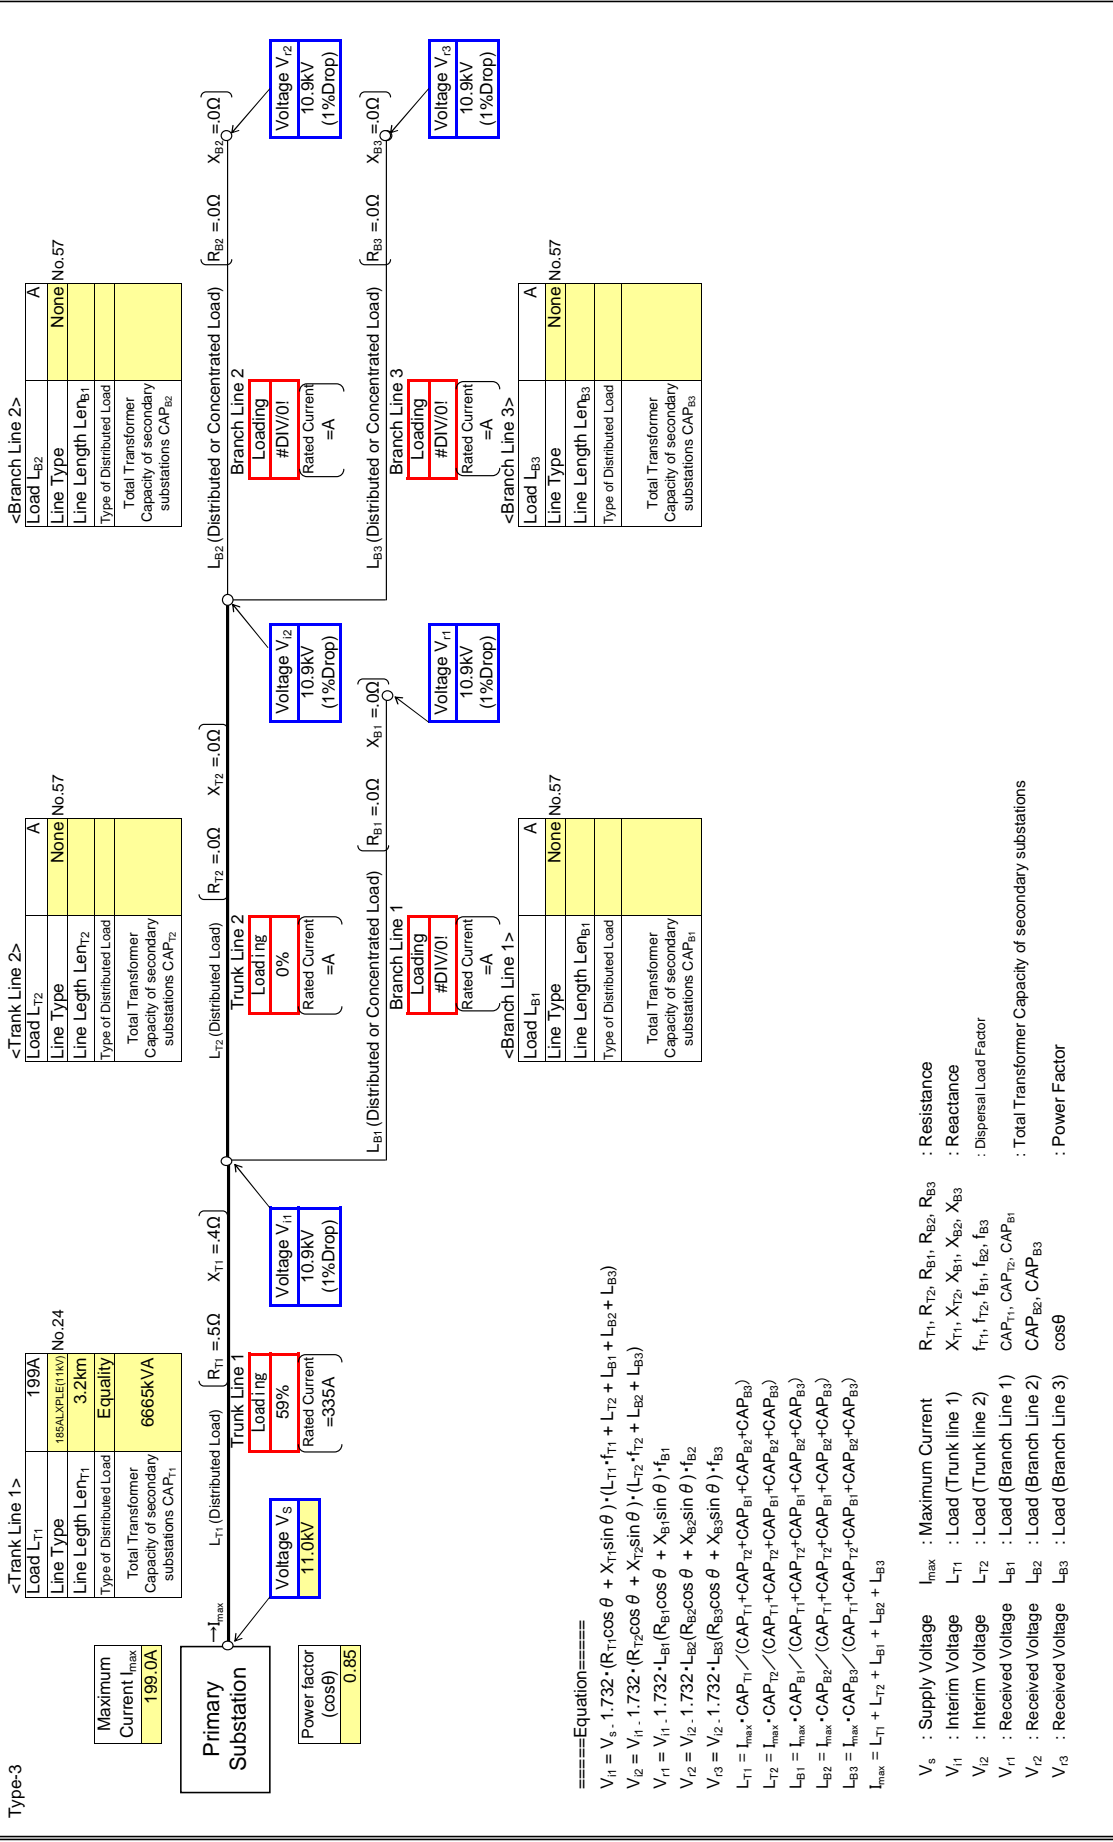 Type-3
Maximum
Current Imax
199.0A
Primary
Substation
Power factor
(cosθ)
0.85
→Imax
Voltage VS
11.0kV
<Trank Line 1>
Load LT1 199A
Line Type 185ALXPLE(11kV) No.24
Line Length LenT1 3.2km
Type of Distributed Load Equality
Total Transformer
Capacity of secondary
substations CAPT1
6665kVA
LT1 (Distributed Load)
RT1 =.5Ω XT1 =.4Ω
Trunk Line 1
Loading
59%
Rated Current
=335A
Voltage Vi1
10.9kV
(1%Drop)
<Trank Line 2>
Load LT2 A
Line Type None No.57
Line Legth LenT2
Type of Distributed Load
Total Transformer
Capacity of secondary
substations CAPT2
LT2 (Distributed Load)
RT2 =.0Ω XT2 =.0Ω
Trunk Line 2
Loading
0%
Rated Current
=A
Voltage Vi2
10.9kV
(1%Drop)
LB1 (Distributed or Concentrated Load)
RB1 =.0Ω XB1 =.0Ω
Branch Line 1
Loading
#DIV/0!
Rated Current
=A
Voltage Vr1
10.9kV
(1%Drop)
<Branch Line 1>
Load LB1 A
Line Type None No.57
Line Length LenB1
Type of Distributed Load
Total Transformer
Capacity of secondary
substations CAPB1
<Branch Line 2>
Load LB2 A
Line Type None No.57
Line Length LenB1
Type of Distributed Load
Total Transformer
Capacity of secondary
substations CAPB2
LB2 (Distributed or Concentrated Load)
RB2 =.0Ω XB2 =.0Ω
Branch Line 2
Loading
#DIV/0!
Rated Current
=A
Voltage Vr2
10.9kV
(1%Drop)
LB3 (Distributed or Concentrated Load)
RB3 =.0Ω XB3 =.0Ω
Branch Line 3
Loading
#DIV/0!
Rated Current
=A
Voltage Vr3
10.9kV
(1%Drop)
<Branch Line 3>
Load LB3 A
Line Type None No.57
Line Length LenB3
Type of Distributed Load
Total Transformer
Capacity of secondary
substations CAPB3
=====Equation=====
Vi1 = VS - 1.732・(RT1cosθ + XT1sinθ)・(LT1・fT1 + LT2 + LB1 + LB2 + LB3)
Vi2 = Vi1 - 1.732・(RT2cosθ + XT2sinθ)・(LT2・fT2 + LB2 + LB3)
Vr1 = Vi1 - 1.732・LB1(RB1cosθ + XB1sinθ)・fB1
Vr2 = Vi2 - 1.732・LB2(RB2cosθ + XB2sinθ)・fB2
Vr3 = Vi2 - 1.732・LB3(RB3cosθ + XB3sinθ)・fB3
LT1 = Imax・CAPT1／(CAPT1+CAPT2+CAPB1+CAPB2+CAPB3)
LT2 = Imax・CAPT2／(CAPT1+CAPT2+CAPB1+CAPB2+CAPB3)
LB1 = Imax・CAPB1／(CAPT1+CAPT2+CAPB1+CAPB2+CAPB3)
LB2 = Imax・CAPB2／(CAPT1+CAPT2+CAPB1+CAPB2+CAPB3)
LB3 = Imax・CAPB3／(CAPT1+CAPT2+CAPB1+CAPB2+CAPB3)
Imax = LT1 + LT2 + LB1 + LB2 + LB3
Vs : Supply Voltage Imax : Maximum Current RT1, RT2, RB1, RB2, RB3 : Resistance
Vi1 : Interim Voltage LT1 : Load (Trunk line 1) XT1, XT2, XB1, XB2, XB3 : Reactance
Vi2 : Interim Voltage LT2 : Load (Trunk line 2) fT1, fT2, fB1, fB2, fB3 : Dispersal Load Factor
Vr1 : Received Voltage LB1 : Load (Branch Line 1) CAPT1, CAPT2, CAPB1 : Total Transformer Capacity of secondary substations
Vr2 : Received Voltage LB2 : Load (Branch Line 2) CAPB2, CAPB3
Vr3 : Received Voltage LB3 : Load (Branch Line 3) cosθ : Power Factor